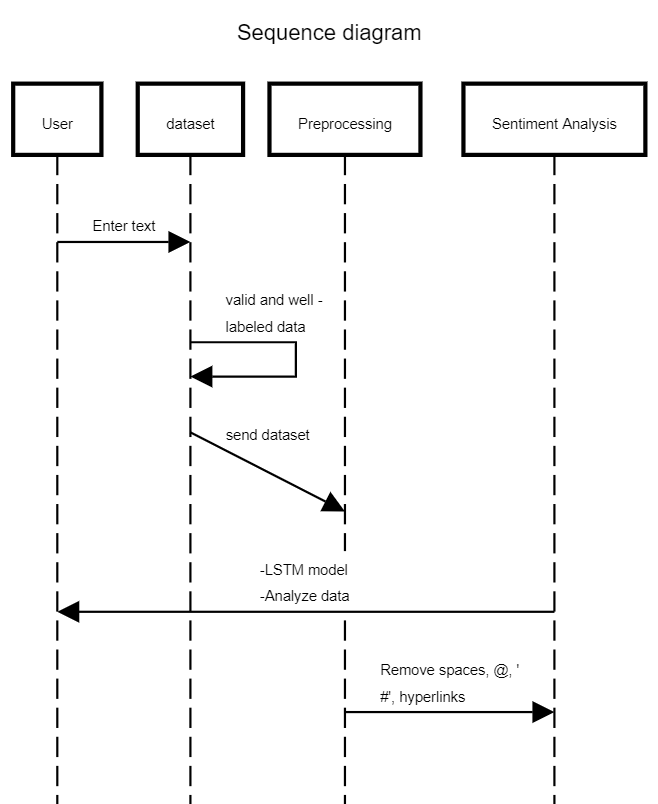 Sequence diagram
User
dataset
Preprocessing
Sentiment Analysis
Enter text
valid and well -
labeled data
send dataset
-LSTM model
-Analyze data
Remove spaces, @, '
#', hyperlinks